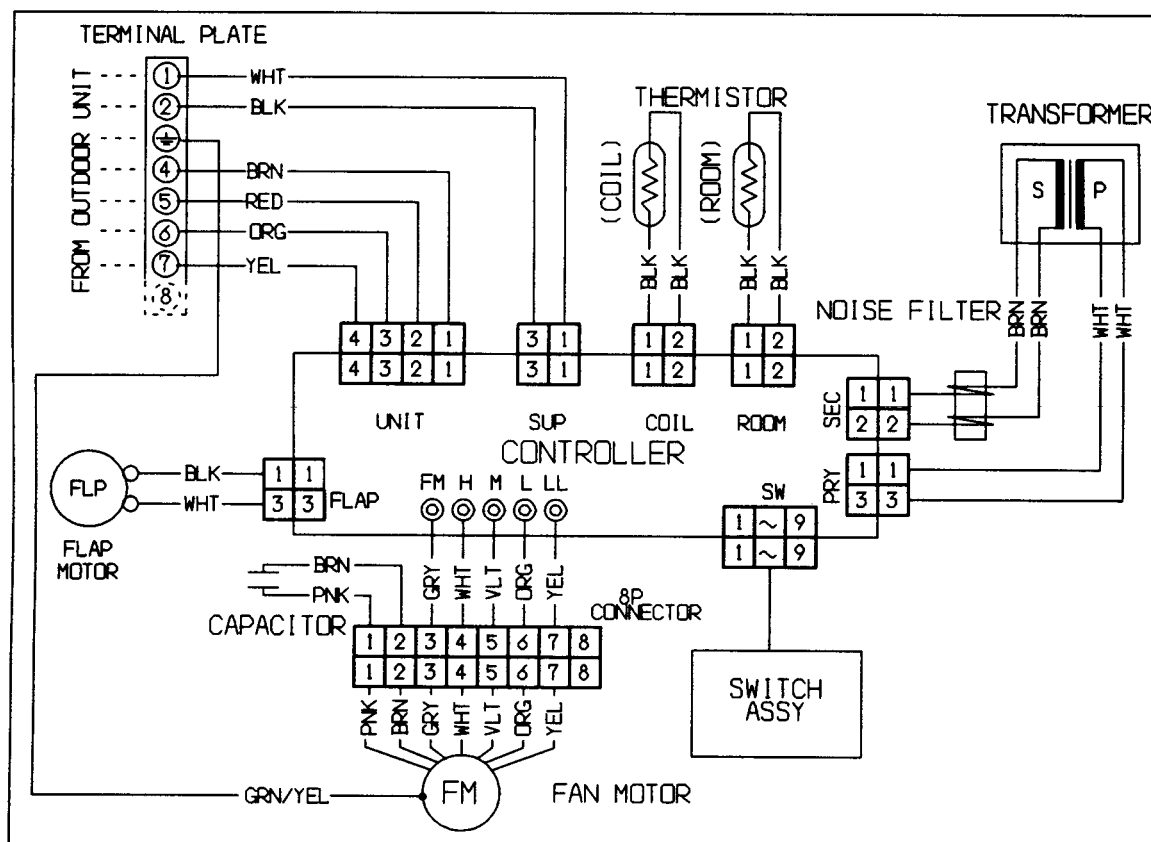 TERMINAL PLATE
FROM OUTDOOR UNIT
1
WHT
2
BLK
4
BRN
5
RED
6
ORG
7
YEL
8
THERMISTOR
(COIL)
(ROOM)
BLK
BLK
BLK
BLK
TRANSFORMER
S
P
BRN
BRN
WHT
WHT
NOISE FILTER
4 3 2 1
4 3 2 1
UNIT
3 1
3 1
SUP
1 2
1 2
COIL
1 2
1 2
ROOM
SEC
1 1
2 2
PRY
1 1
3 3
CONTROLLER
FLP
FLAP
MOTOR
BLK
WHT
1 1
3 3
FLAP
FM H M L LL
SW
1 ~ 9
1 ~ 9
BRN
PNK
CAPACITOR
GRY
WHT
VLT
ORG
YEL
8P
CONNECTOR
1 2 3 4 5 6 7 8
1 2 3 4 5 6 7 8
PNK
BRN
GRY
WHT
VLT
ORG
YEL
SWITCH
ASSY
GRN/YEL
FM
FAN MOTOR